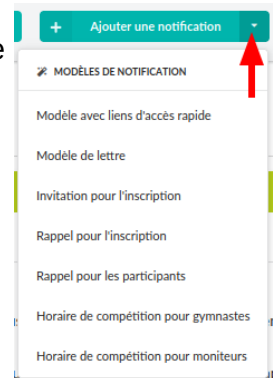 + Ajouter une notification
e
MODÈLES DE NOTIFICATION
Modèle avec liens d'accès rapide
Modèle de lettre
Invitation pour l'inscription
Rappel pour l'inscription
Rappel pour les participants
Horaire de compétition pour gymnastes
Horaire de compétition pour moniteurs